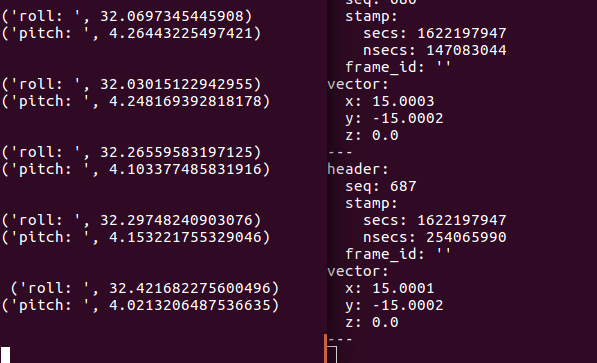 ('roll: ', 32.0697345445908)
('pitch: ', 4.26443225497421)
('roll: ', 32.03015122942955)
('pitch: ', 4.248169392818178)
('roll: ', 32.26559583197125)
('pitch: ', 4.103377485831916)
('roll: ', 32.29748240903076)
('pitch: ', 4.153221755329046)
('roll: ', 32.421682275600496)
('pitch: ', 4.0213206487536635)
seq: 686
stamp:
secs: 1622197947
nsecs: 147083044
frame_id: ''
vector:
x: 15.0003
y: -15.0002
z: 0.0
---
header:
seq: 687
stamp:
secs: 1622197947
nsecs: 254065990
frame_id: ''
vector:
x: 15.0001
y: -15.0002
z: 0.0
---